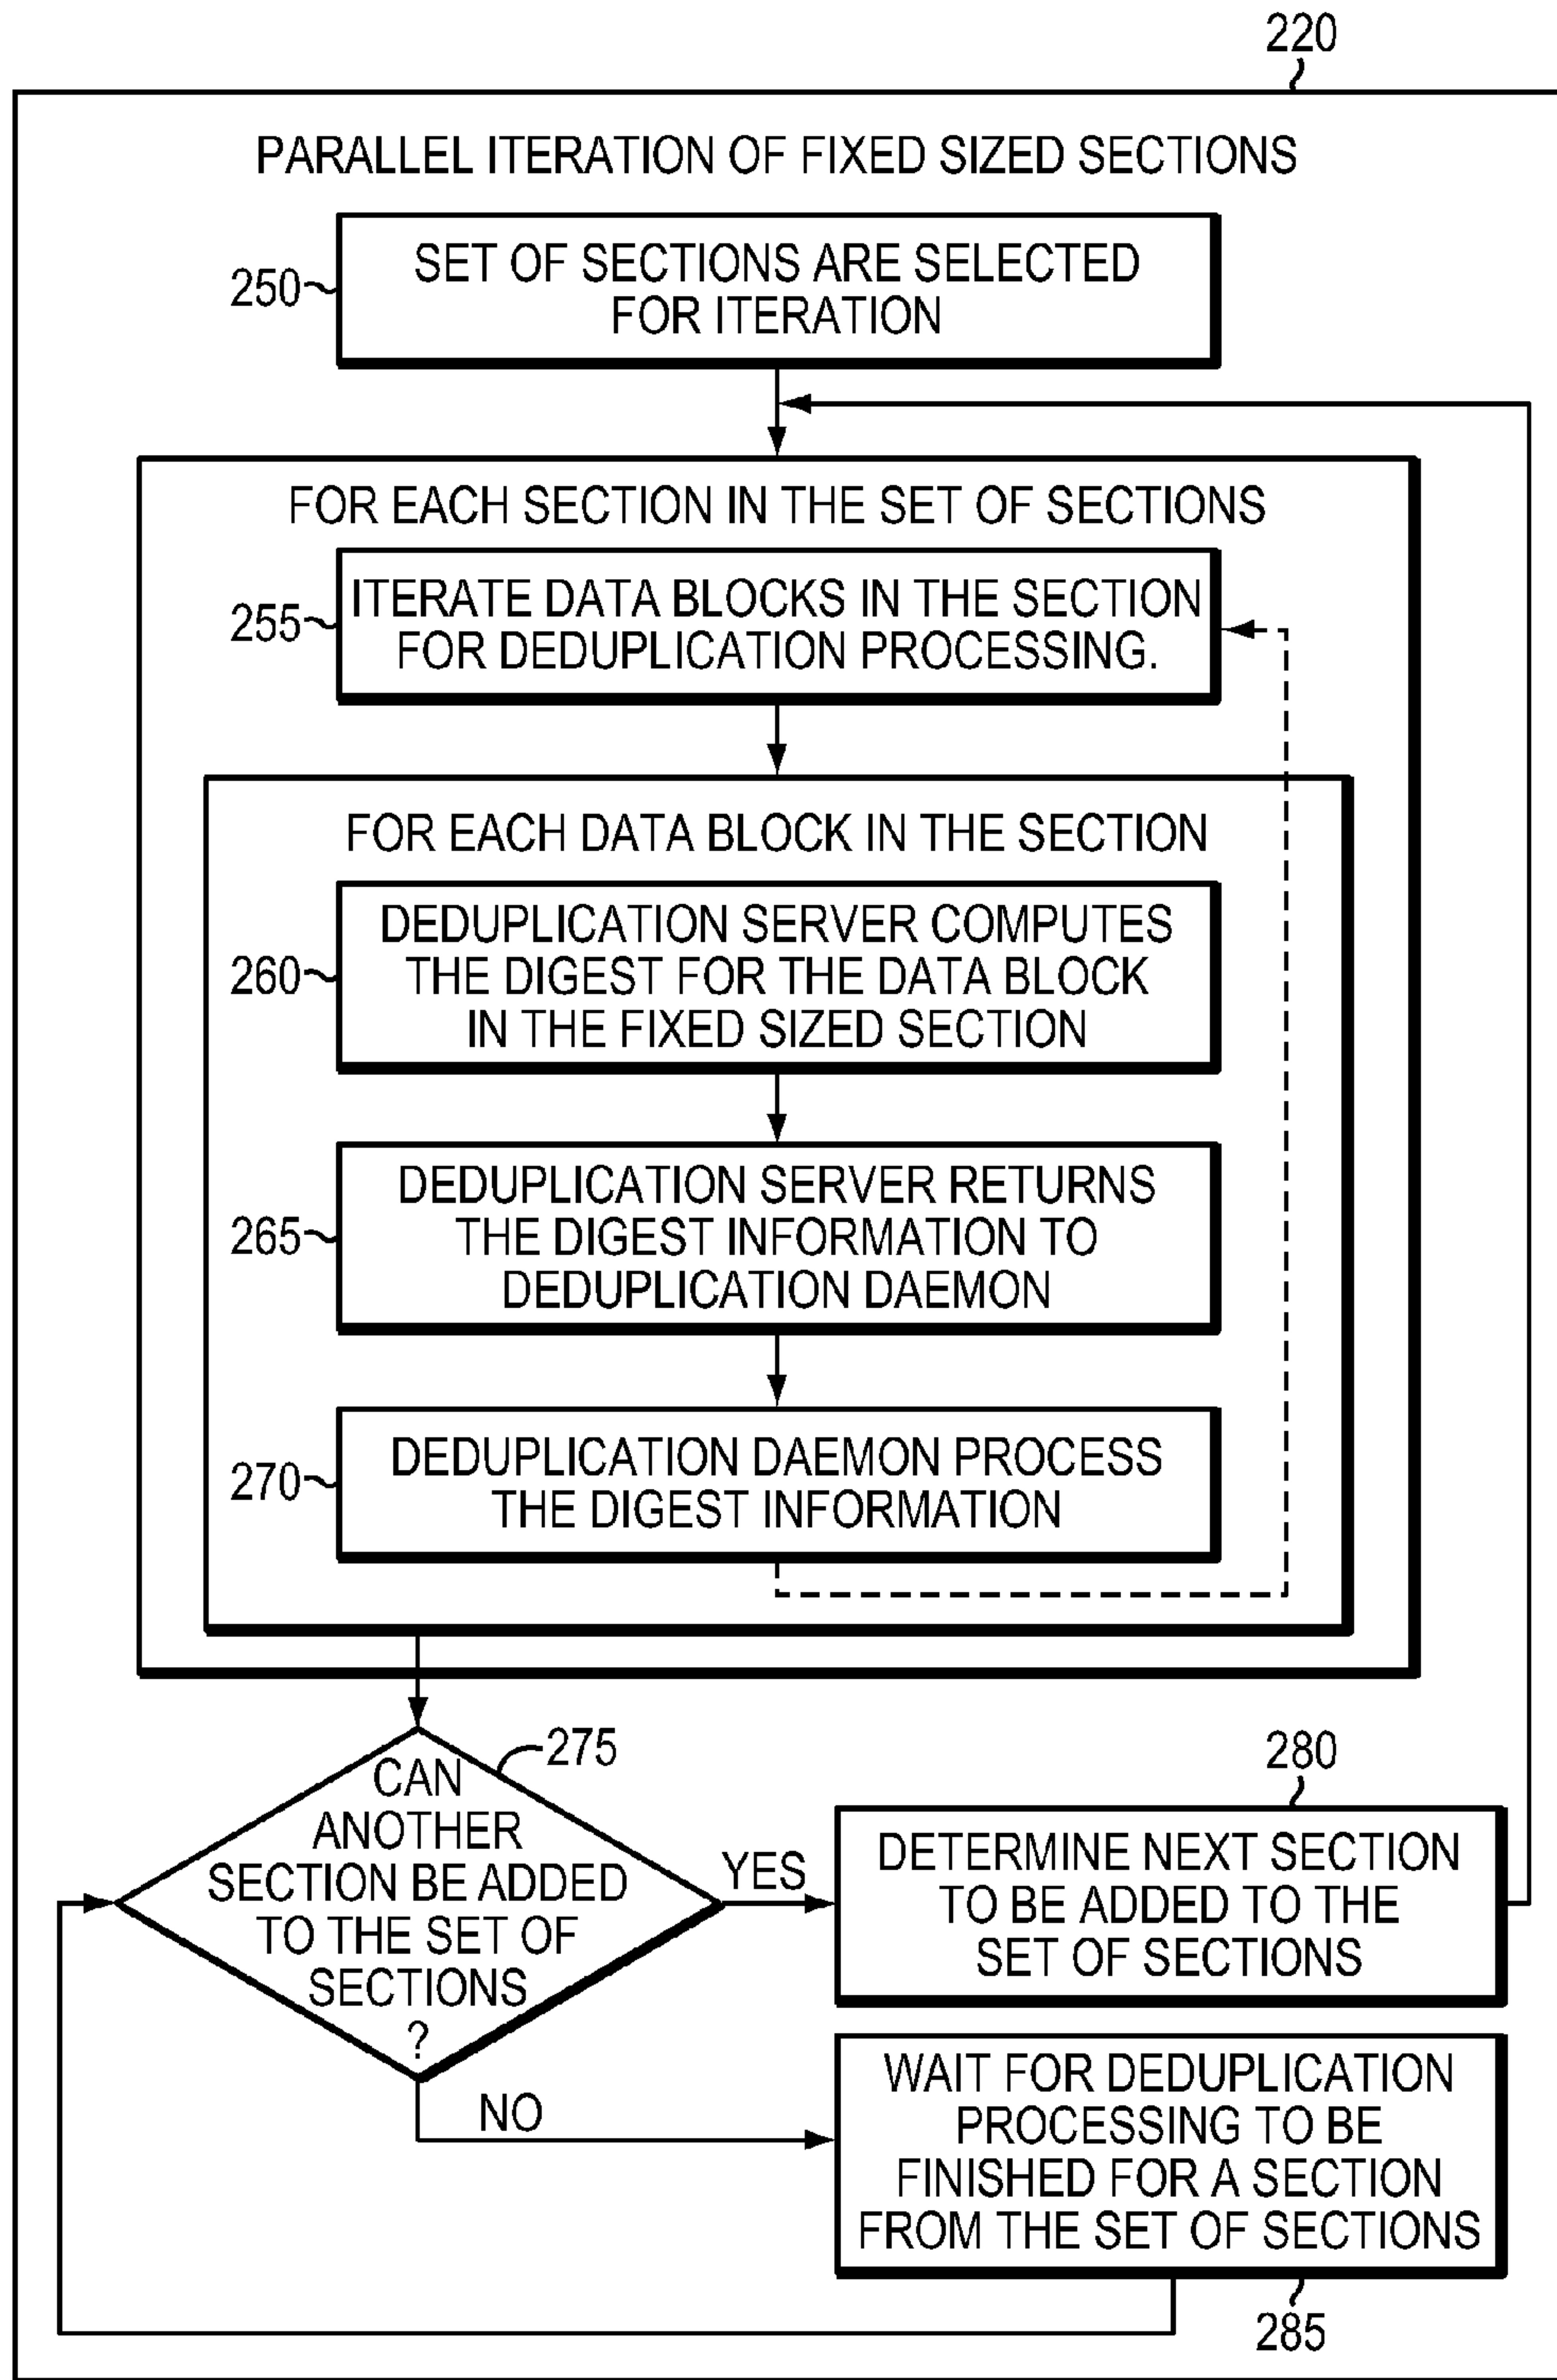 220
PARALLEL ITERATION OF FIXED SIZED SECTIONS
250
SET OF SECTIONS ARE SELECTED
FOR ITERATION
FOR EACH SECTION IN THE SET OF SECTIONS
255
ITERATE DATA BLOCKS IN THE SECTION
FOR DEDUPLICATION PROCESSING.
FOR EACH DATA BLOCK IN THE SECTION
260
DEDUPLICATION SERVER COMPUTES
THE DIGEST FOR THE DATA BLOCK
IN THE FIXED SIZED SECTION
265
DEDUPLICATION SERVER RETURNS
THE DIGEST INFORMATION TO
DEDUPLICATION DAEMON
270
DEDUPLICATION DAEMON PROCESS
THE DIGEST INFORMATION
275
CAN
ANOTHER
SECTION BE ADDED
TO THE SET OF
SECTIONS
?
YES
280
DETERMINE NEXT SECTION
TO BE ADDED TO THE
SET OF SECTIONS
NO
WAIT FOR DEDUPLICATION
PROCESSING TO BE
FINISHED FOR A SECTION
FROM THE SET OF SECTIONS
285